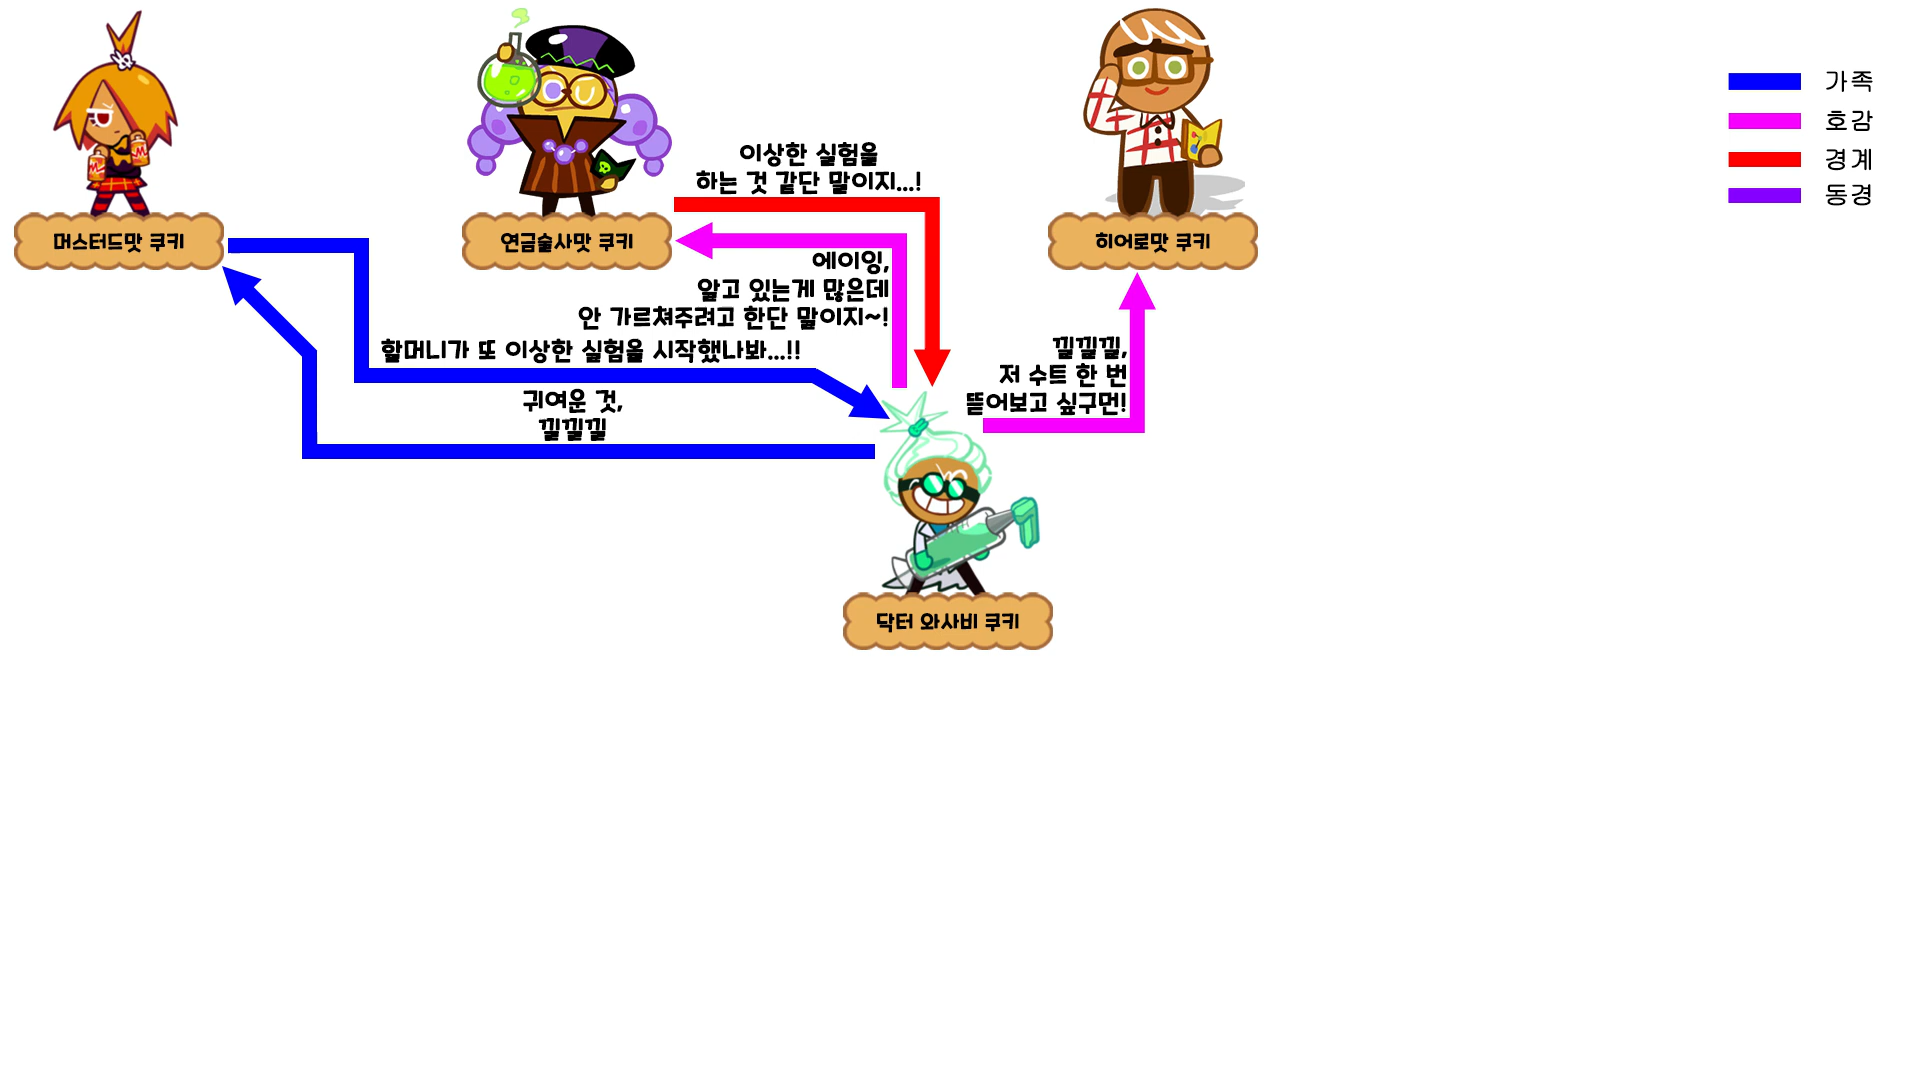 가족
호감
경계
동경
이상한 실험을
하는 것 같단 말이지...!
머스터드맛 쿠키
연금술사맛 쿠키
히어로맛 쿠키
에이잉,
알고 있는게 많은데
안 가르쳐주려고 한단 말이지~!
할머니가 또 이상한 실험을 시작했나봐...!!
낄낄낄,
저 수트 한 번
뜯어보고 싶구먼!
귀여운 것,
낄낄낄
닥터 와사비 쿠키